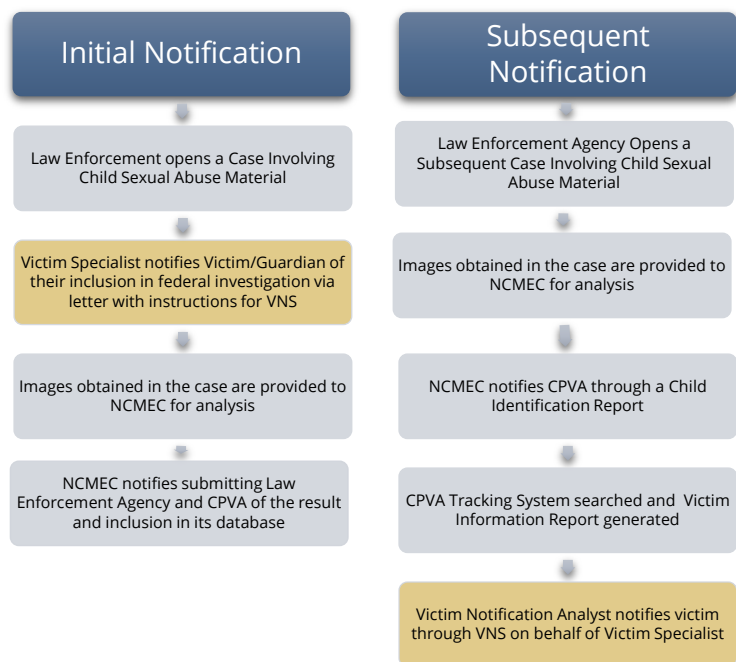 Initial Notification
Law Enforcement opens a Case Involving
Child Sexual Abuse Material
Victim Specialist notifies Victim/Guardian of
their inclusion in federal investigation via
letter with instructions for VNS
Images obtained in the case are provided to
NCMEC for analysis
NCMEC notifies submitting Law
Enforcement Agency and CPVA of the result
and inclusion in its database
Subsequent
Notification
Law Enforcement Agency Opens a
Subsequent Case Involving Child Sexual
Abuse Material
Images obtained in the case are provided to
NCMEC for analysis
NCMEC notifies CPVA through a Child
Identification Report
CPVA Tracking System searched and Victim
Information Report generated
Victim Notification Analyst notifies victim
through VNS on behalf of Victim Specialist